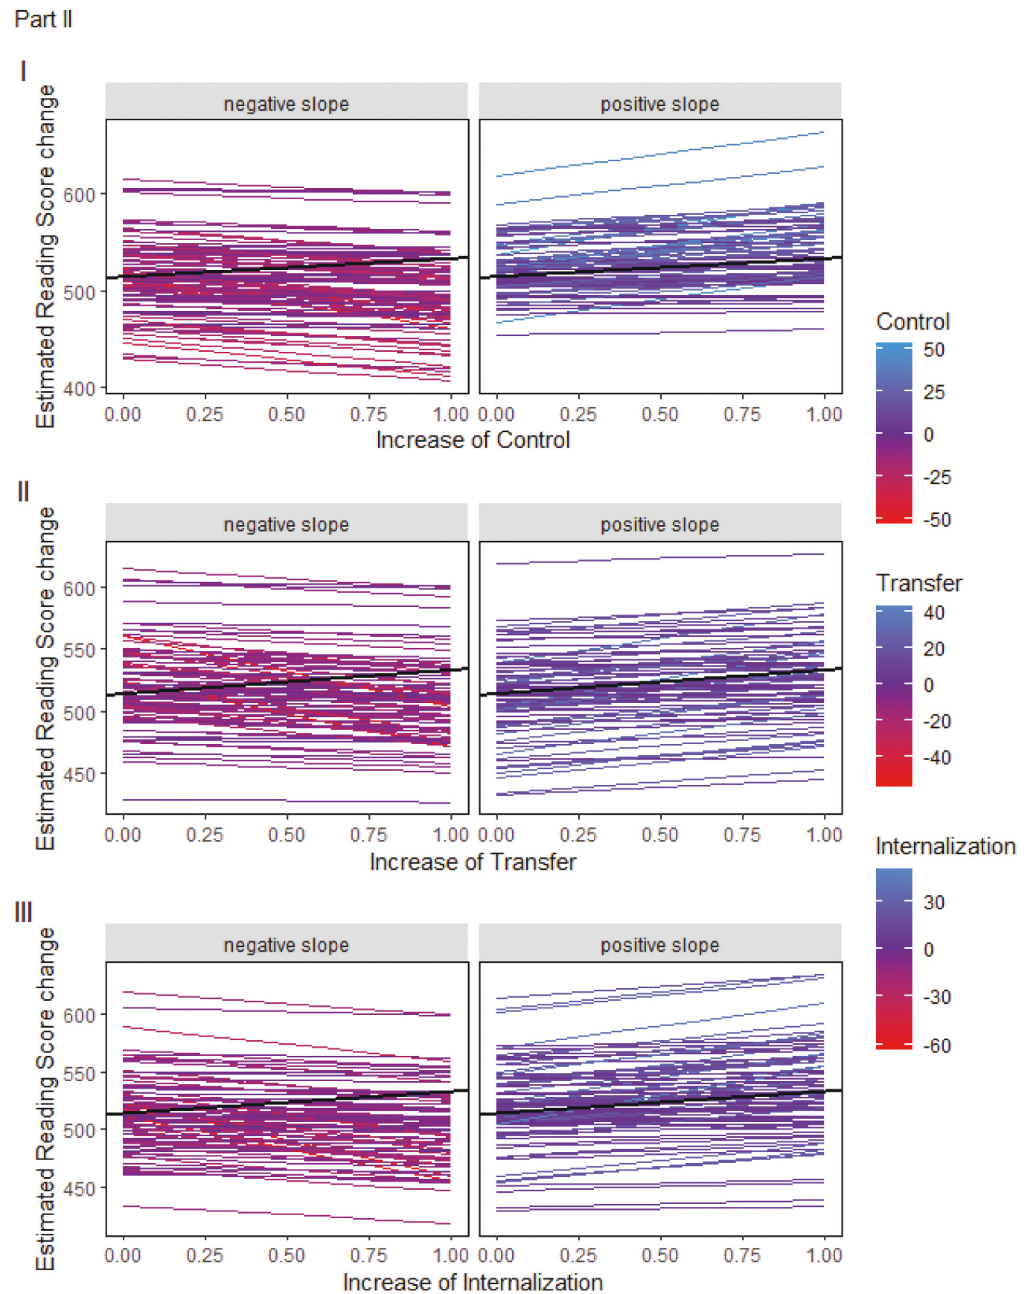 Part II
I
negative slope
positive slope
Estimated Reading Score change
600
500
400
0.00 0.25 0.50 0.75 1.00
0.00 0.25 0.50 0.75 1.00
Increase of Control
Control
50
25
0
-25
-50
II
negative slope
positive slope
Estimated Reading Score change
600
550
500
450
0.00 0.25 0.50 0.75 1.00
0.00 0.25 0.50 0.75 1.00
Increase of Transfer
Transfer
40
20
0
-20
-40
III
negative slope
positive slope
Estimated Reading Score change
600
550
500
450
0.00 0.25 0.50 0.75 1.00
0.00 0.25 0.50 0.75 1.00
Increase of Internalization
Internalization
30
0
-30
-60